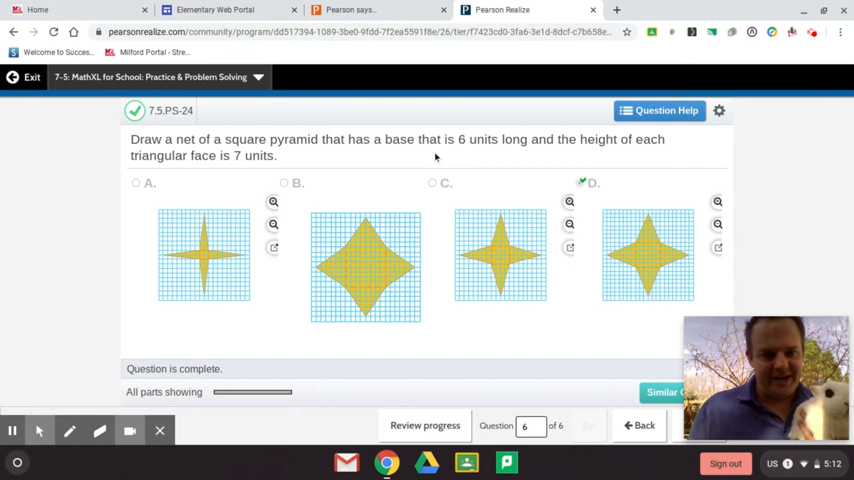 Home
Elementary Web Portal
Pearson says...
Pearson Realize
pearsonrealize.com/community/program/dd517394-1089-3be0-9fdd-7f2ea5591f8e/26/tier/f7423cd0-3fa6-3e1d-8dcf-c7b658e...
Welcome to Succes...
Milford Portal - Stre...
Exit
7-5: MathXL for School: Practice & Problem Solving
7.5.PS-24
Question Help
Draw a net of a square pyramid that has a base that is 6 units long and the height of each
triangular face is 7 units.
A.
B.
C.
D.
Question is complete.
All parts showing
Similar
Review progress
Question 6 of 6
Go
Back
Sign out
US
1
5:12